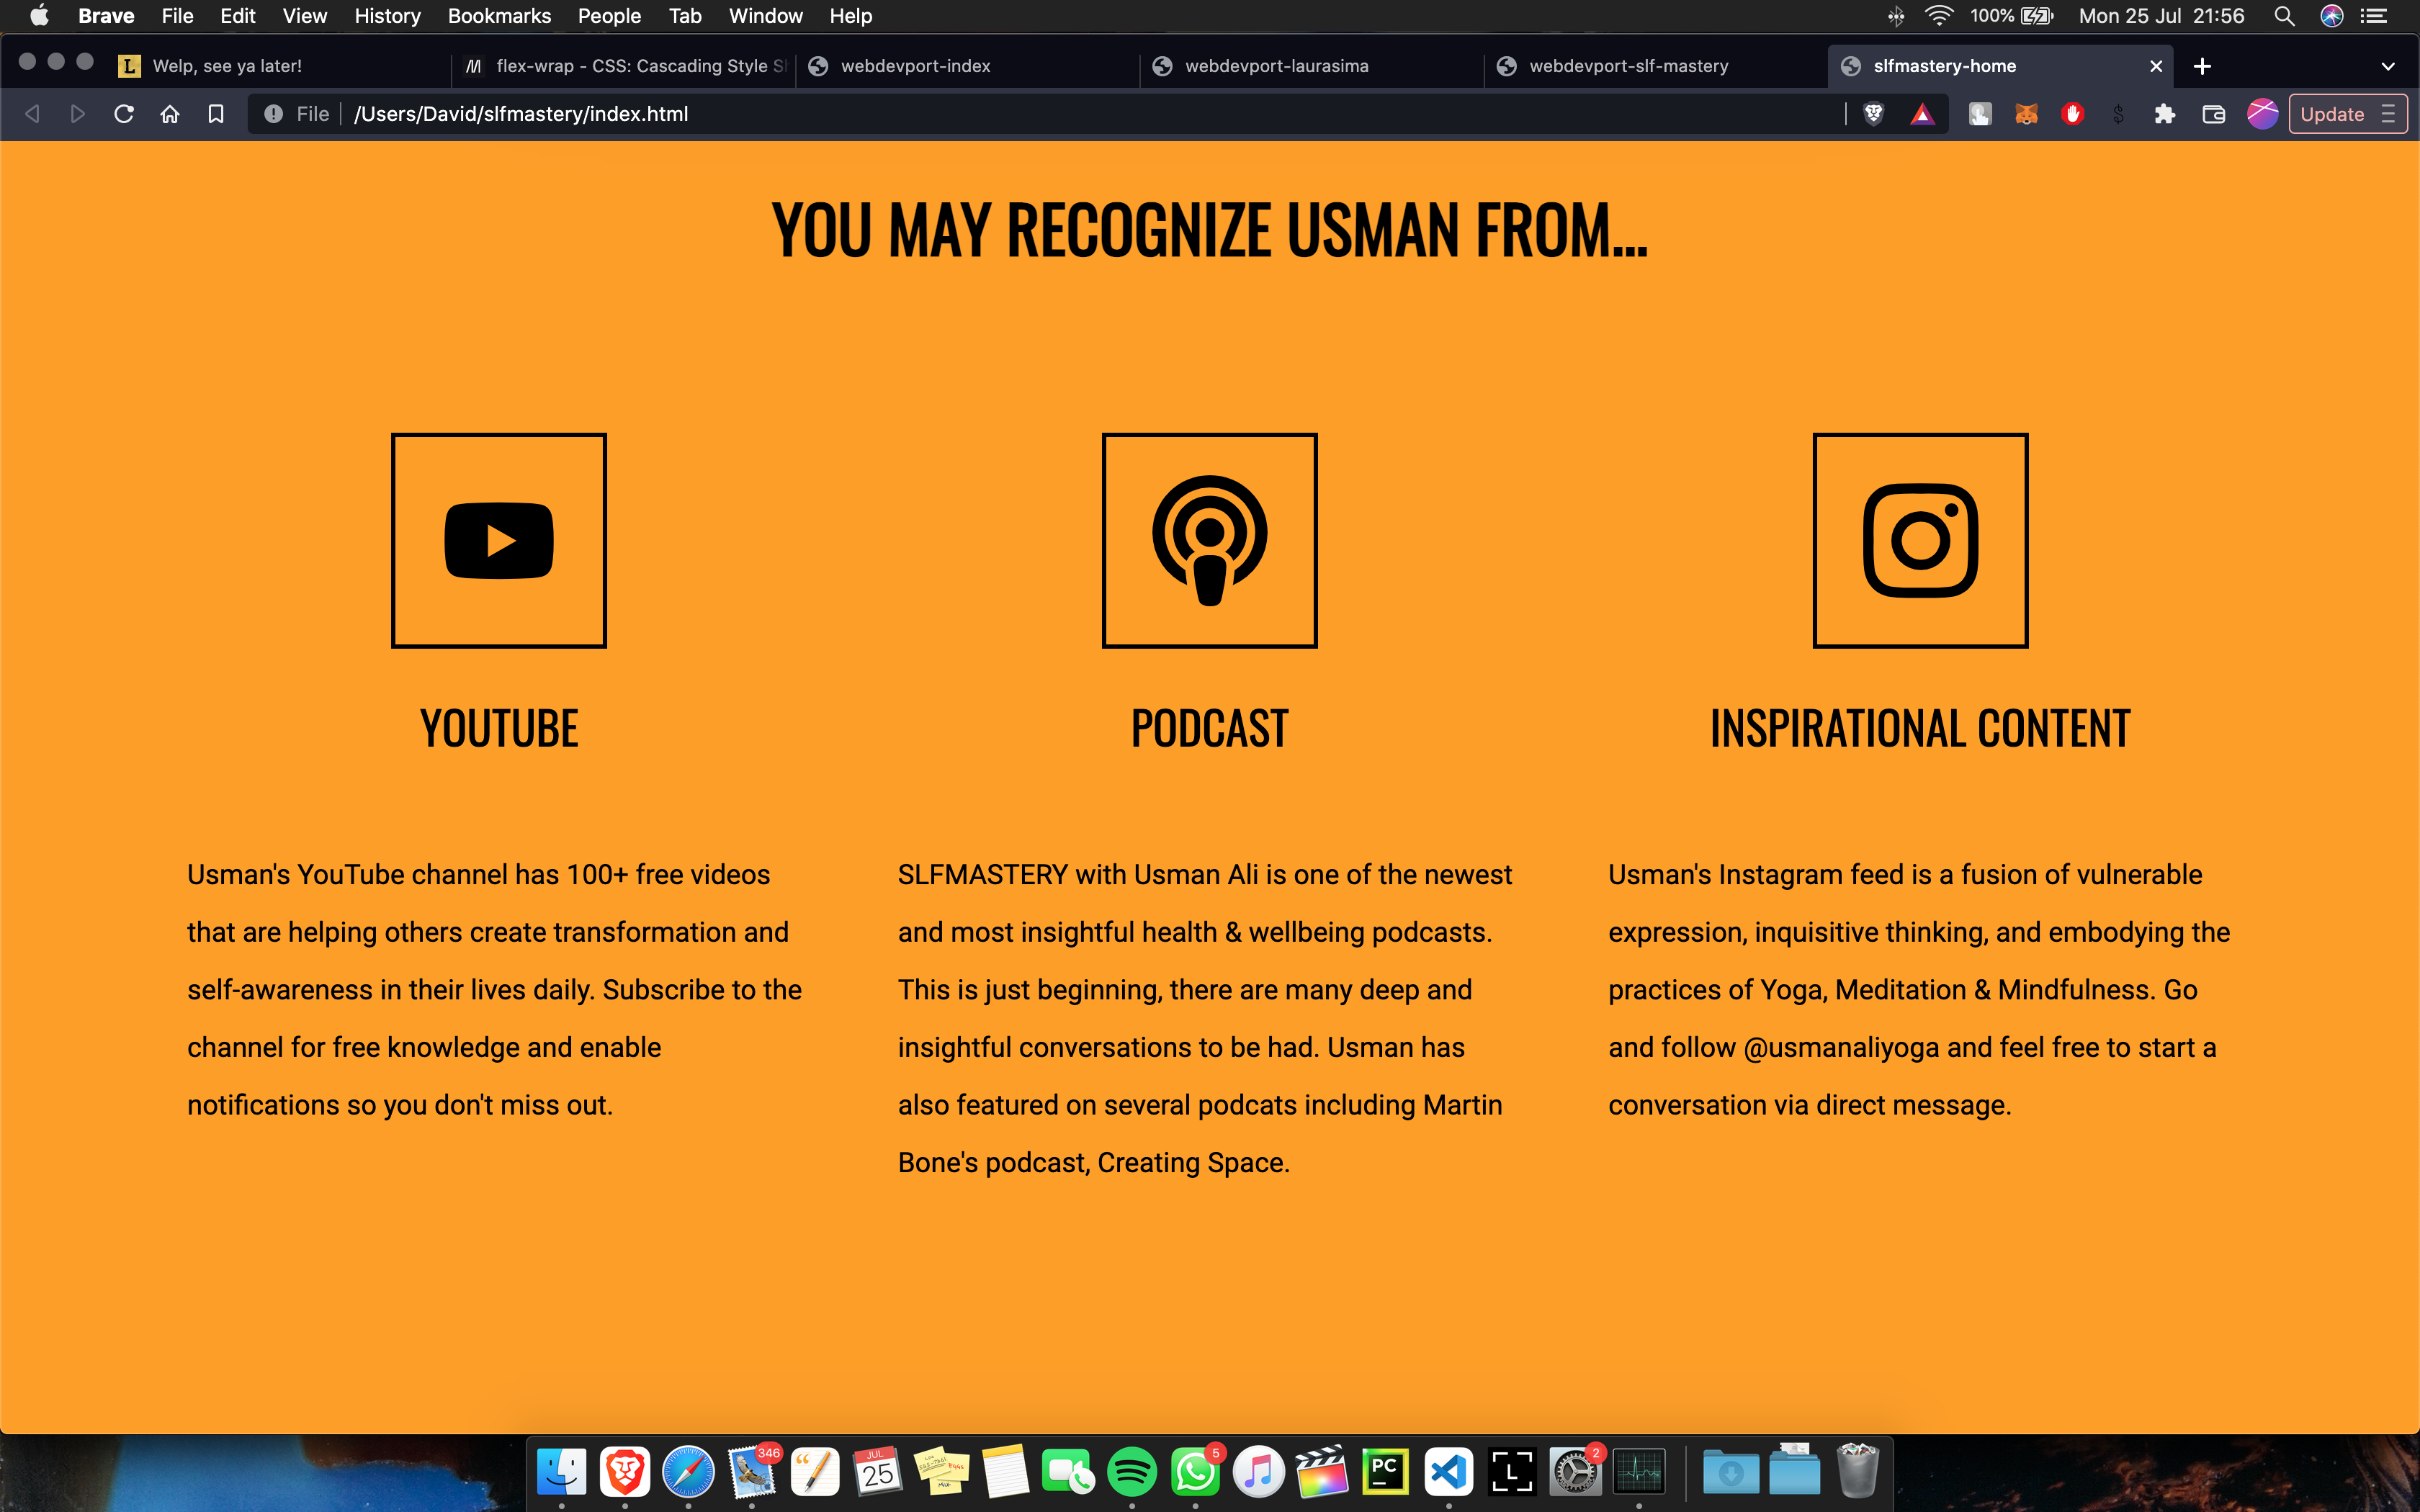 Brave File Edit View History Bookmarks People Tab Window Help 100% Mon 25 Jul 21:56
L Welp, see ya later! flex-wrap - CSS: Cascading Style webdevport-index webdevport-laurasima webdevport-slf-mastery slfmastery-home
File /Users/David/slfmastery/index.html Update
YOU MAY RECOGNIZE USMAN FROM...
YOUTUBE
Usman's YouTube channel has 100+ free videos
that are helping others create transformation and
self-awareness in their lives daily. Subscribe to the
channel for free knowledge and enable
notifications so you don't miss out.
PODCAST
SLFMASTERY with Usman Ali is one of the newest
and most insightful health & wellbeing podcasts.
This is just beginning, there are many deep and
insightful conversations to be had. Usman has
also featured on several podcats including Martin
Bone's podcast, Creating Space.
INSPIRATIONAL CONTENT
Usman's Instagram feed is a fusion of vulnerable
expression, inquisitive thinking, and embodying the
practices of Yoga, Meditation & Mindfulness. Go
and follow @usmanaliyoga and feel free to start a
conversation via direct message.
346 JUL 25 5 PC L 2